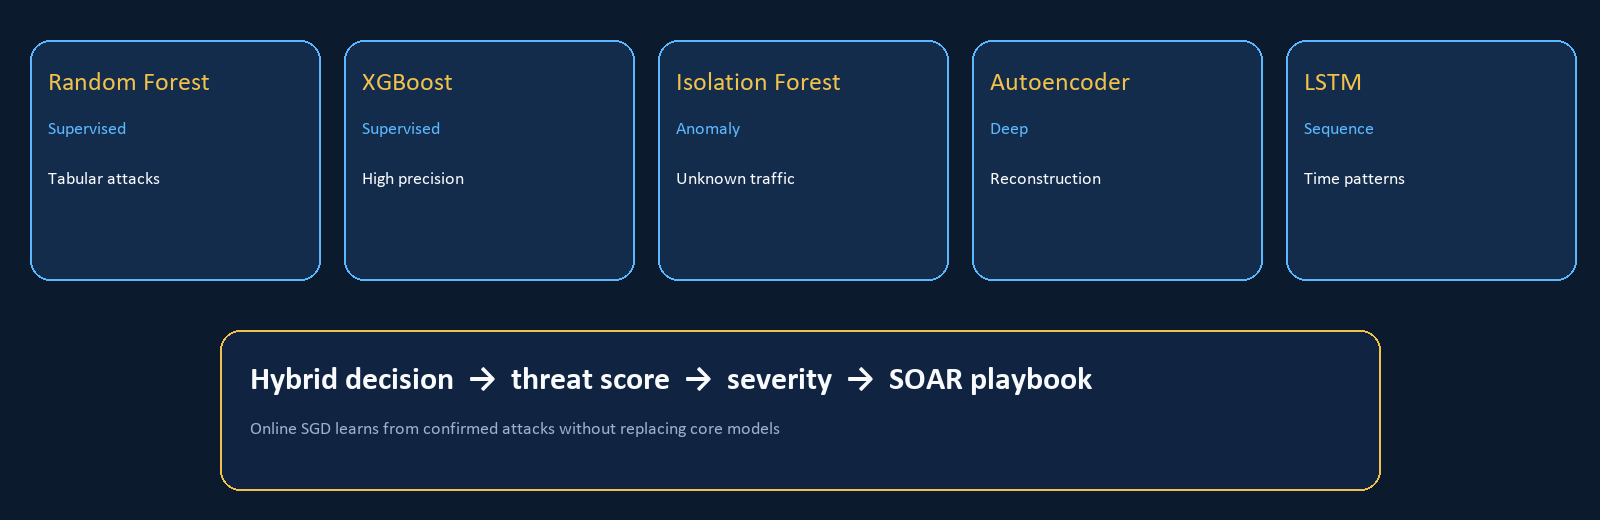 Random Forest
Supervised
Tabular attacks
XGBoost
Supervised
High precision
Isolation Forest
Anomaly
Unknown traffic
Autoencoder
Deep
Reconstruction
LSTM
Sequence
Time patterns
Hybrid decision → threat score → severity → SOAR playbook
Online SGD learns from confirmed attacks without replacing core models